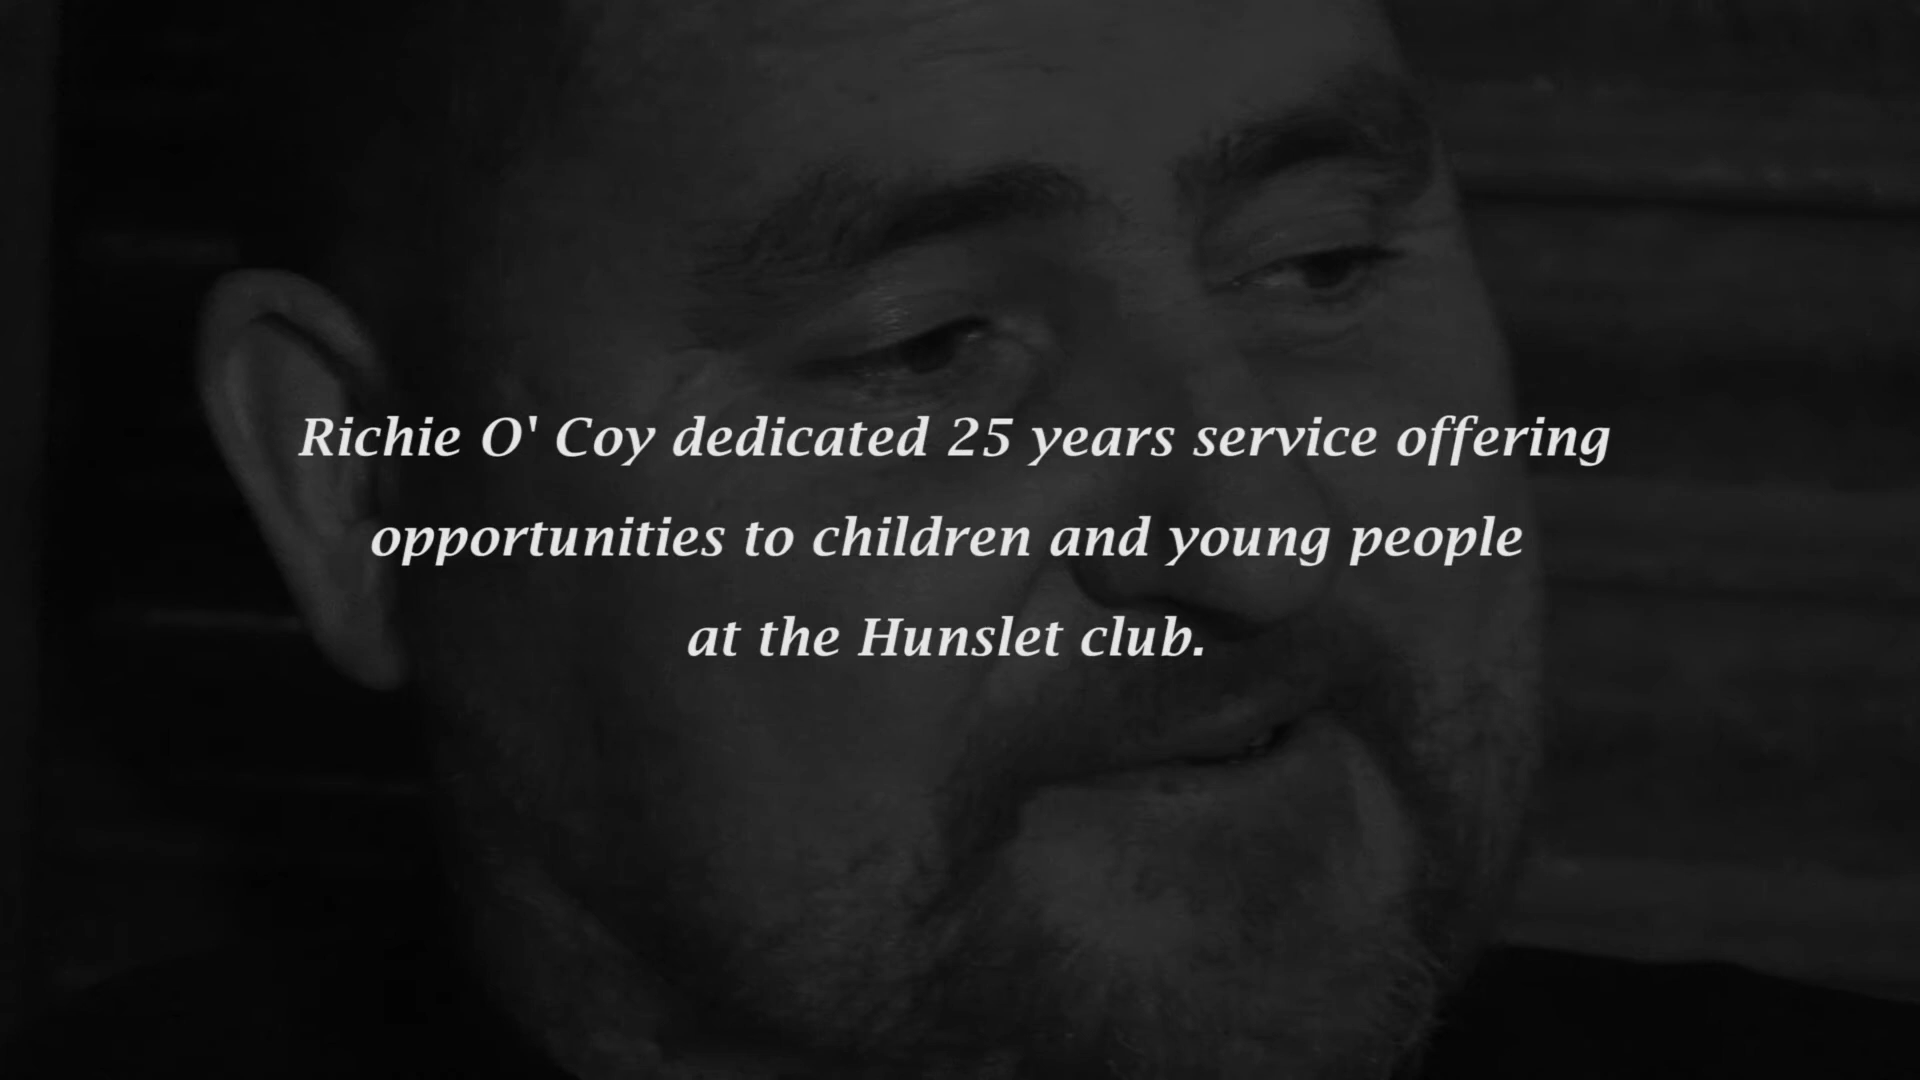 Richie O' Coy dedicated 25 years service offering
opportunities to children and young people
at the Hunslet club.